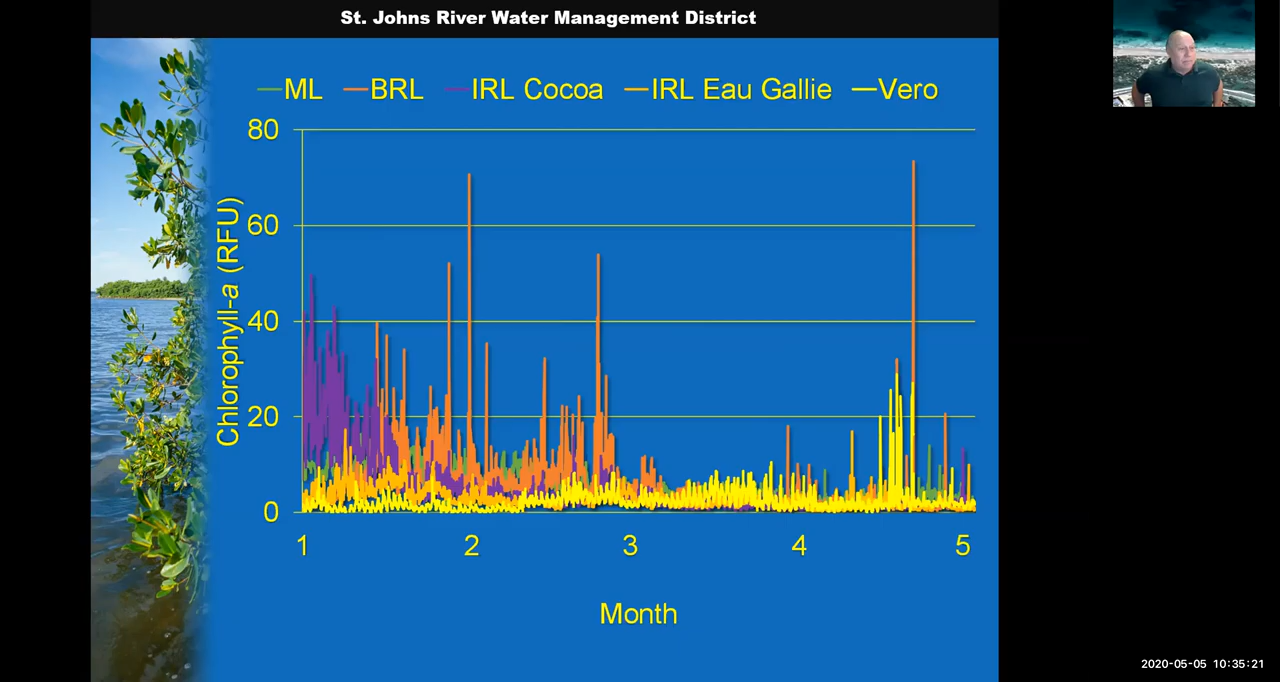 St. Johns River Water Management District
ML BRL IRL Cocoa IRL Eau Gallie Vero
80
60
40
20
0
Chlorophyll-a (RFU)
1 2 3 4 5
Month
2020-05-05 10:35:21